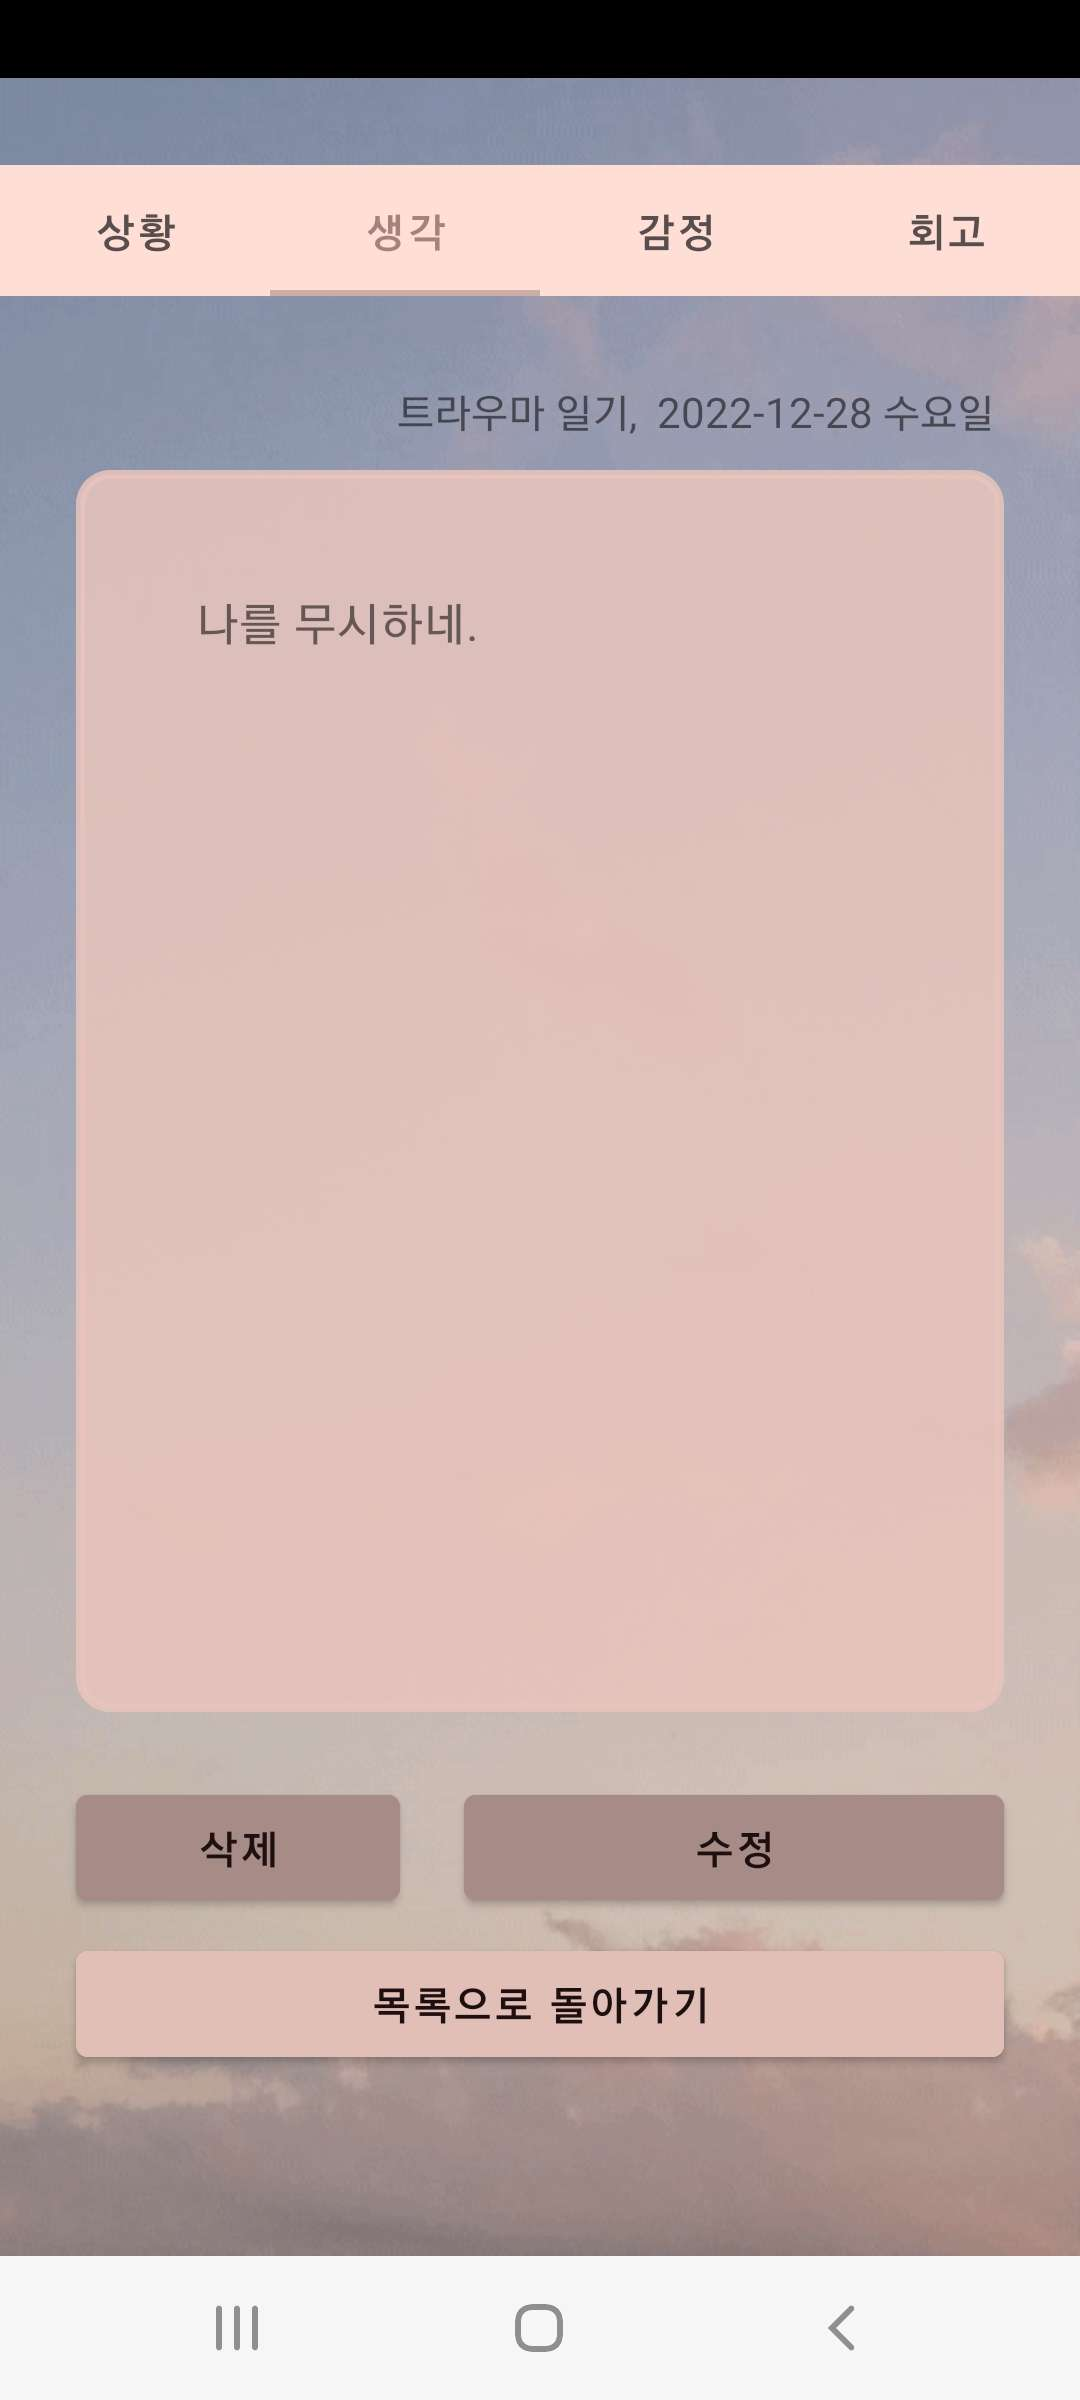 상황 생각 감정 회고
트라우마 일기, 2022-12-28 수요일
나를 무시하네.
삭제 수정
목록으로 돌아가기